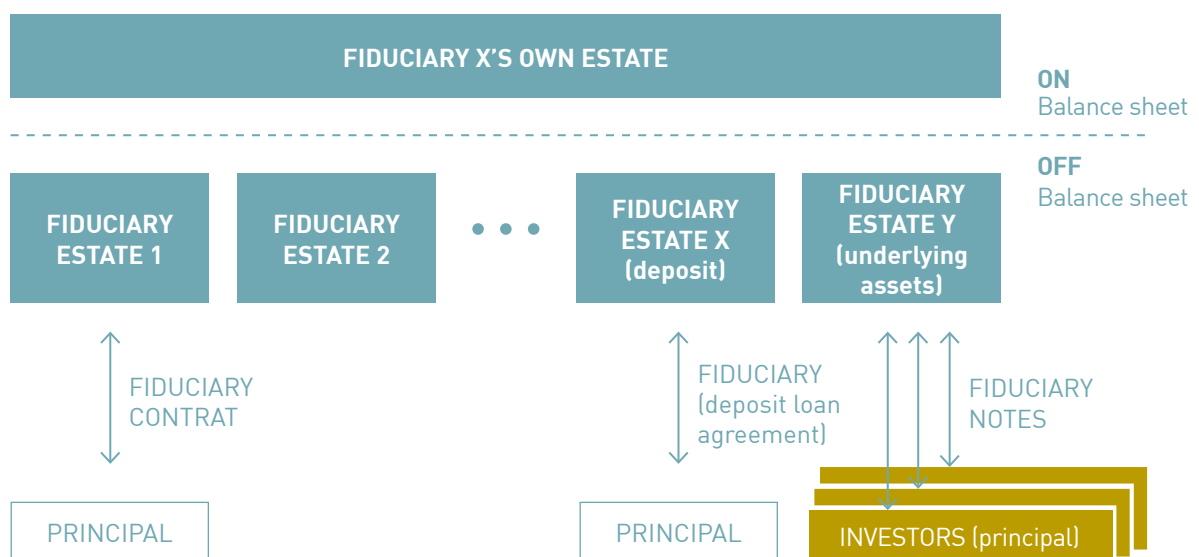 FIDUCIARY X'S OWN ESTATE
ON
Balance sheet
OFF
Balance sheet
FIDUCIARY
ESTATE 1
FIDUCIARY
ESTATE 2
FIDUCIARY
ESTATE X
(deposit)
FIDUCIARY
ESTATE Y
(underlying
assets)
FIDUCIARY
CONTRAT
FIDUCIARY
(deposit loan
agreement)
FIDUCIARY
NOTES
PRINCIPAL
PRINCIPAL
INVESTORS (principal)